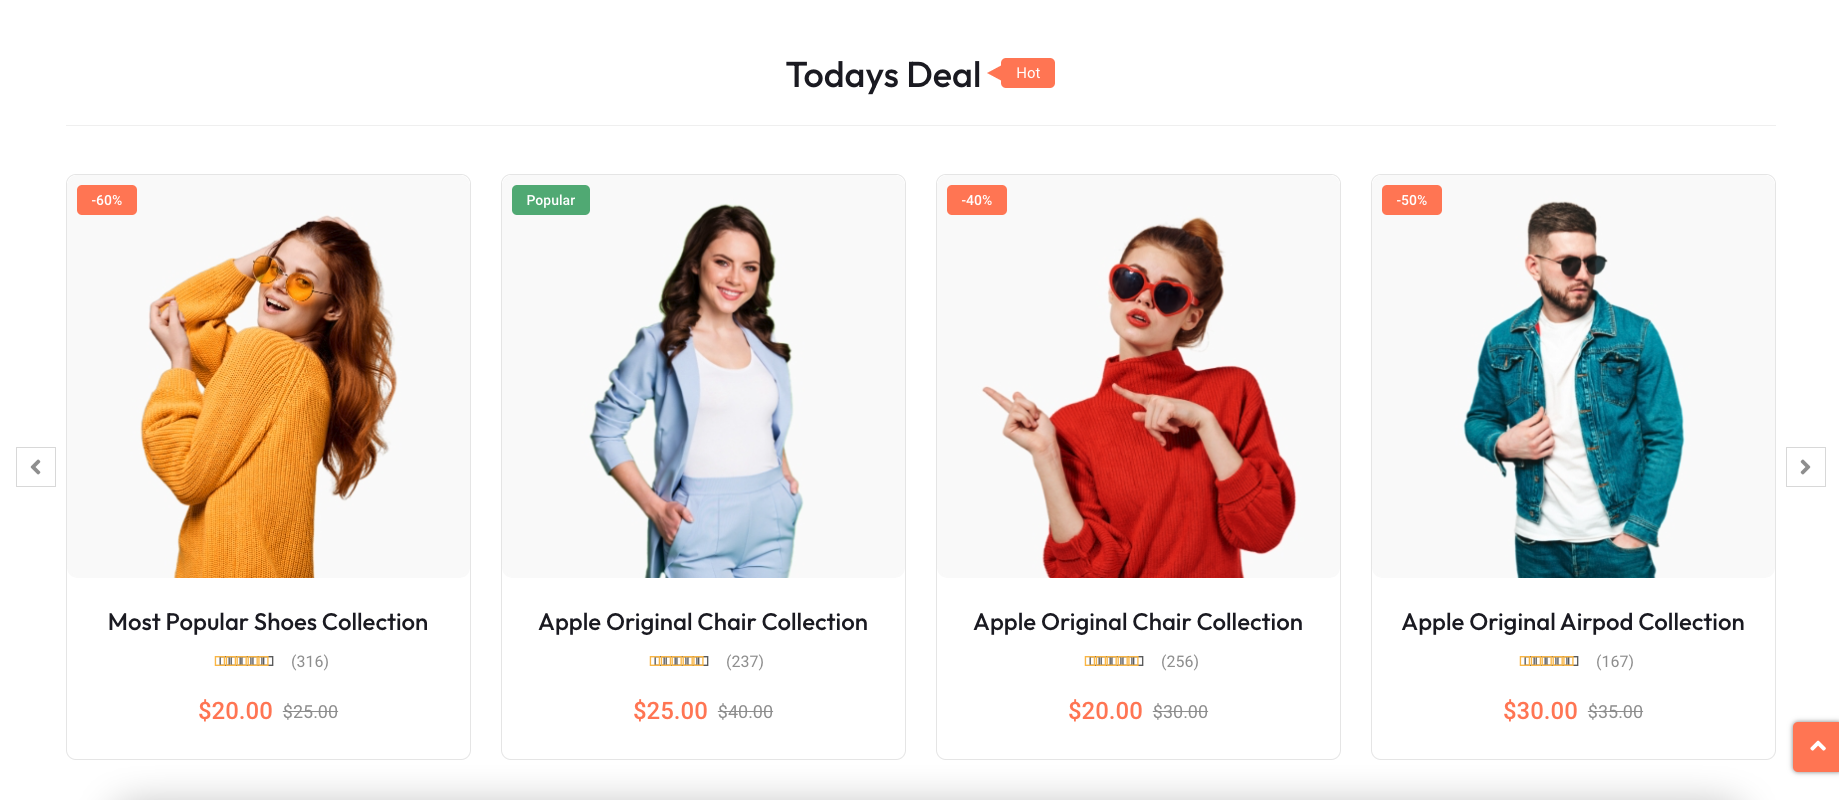 Todays Deal Hot
-60%
Popular
-40%
-50%
Most Popular Shoes Collection
(316)
$20.00 $25.00
Apple Original Chair Collection
(237)
$25.00 $40.00
Apple Original Chair Collection
(256)
$20.00 $30.00
Apple Original Airpod Collection
(167)
$30.00 $35.00